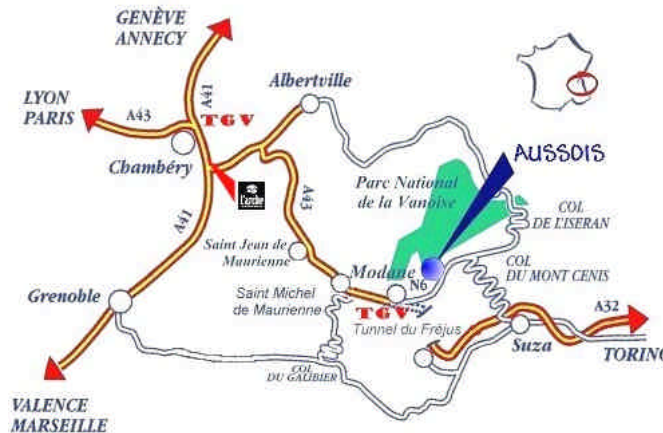 GENÈVE
ANNECY
LYON
PARIS
A43
A41
TGV
Chambéry
Albertville
AUSSOIS
Parc National
de la Vanoise
COL
DE L'ISERAN
L'arche
A41
A43
Saint Jean de
Maurienne
Modane
N6
COL
DU MONT CENIS
Grenoble
Saint Michel
de Maurienne
TGV
Tunnel du Fréjus
A32
Suza
TORINO
COL
DU GALIBIER
VALENCE
MARSEILLE